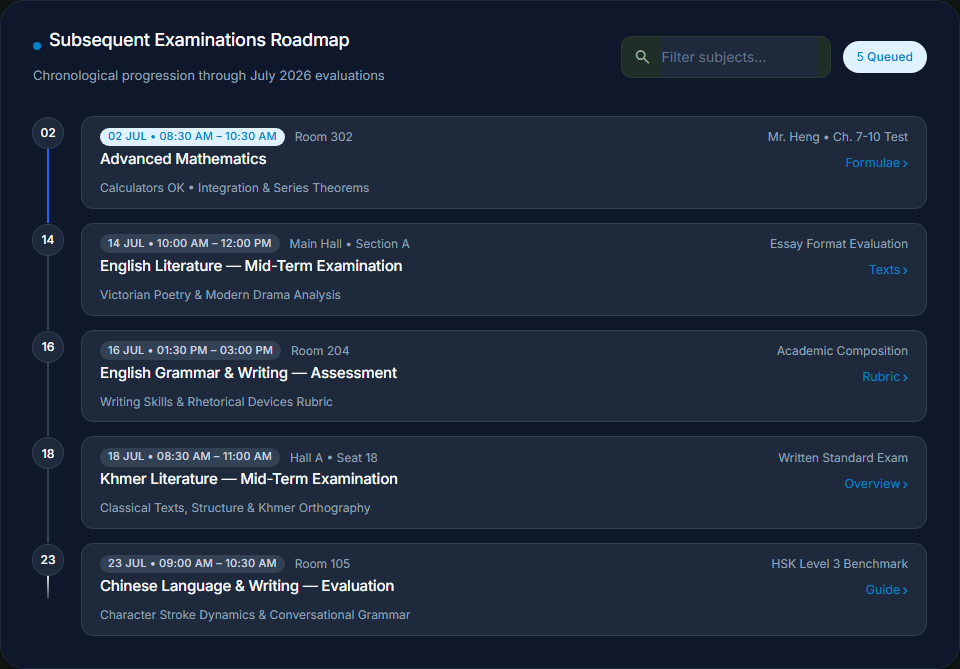 Subsequent Examinations Roadmap
Chronological progression through July 2026 evaluations
Filter subjects...
5 Queued
02
02 JUL • 08:30 AM – 10:30 AM
Room 302
Mr. Heng • Ch. 7-10 Test
Advanced Mathematics
Formulae ›
Calculators OK • Integration & Series Theorems
14
14 JUL • 10:00 AM – 12:00 PM
Main Hall • Section A
Essay Format Evaluation
English Literature — Mid-Term Examination
Texts ›
Victorian Poetry & Modern Drama Analysis
16
16 JUL • 01:30 PM – 03:00 PM
Room 204
Academic Composition
English Grammar & Writing — Assessment
Rubric ›
Writing Skills & Rhetorical Devices Rubric
18
18 JUL • 08:30 AM – 11:00 AM
Hall A • Seat 18
Written Standard Exam
Khmer Literature — Mid-Term Examination
Overview ›
Classical Texts, Structure & Khmer Orthography
23
23 JUL • 09:00 AM – 10:30 AM
Room 105
HSK Level 3 Benchmark
Chinese Language & Writing — Evaluation
Guide ›
Character Stroke Dynamics & Conversational Grammar